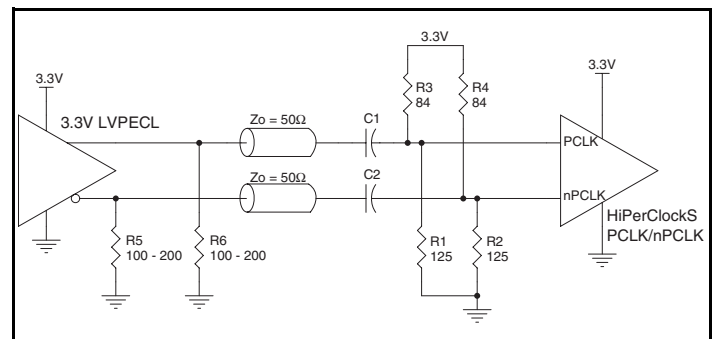 3.3V
3.3V
R3
84
R4
84
3.3V
3.3V LVPECL
Zo = 50Ω
C1
PCLK
Zo = 50Ω
C2
nPCLK
HiPerClockS
PCLK/nPCLK
R5
100 - 200
R6
100 - 200
R1
125
R2
125